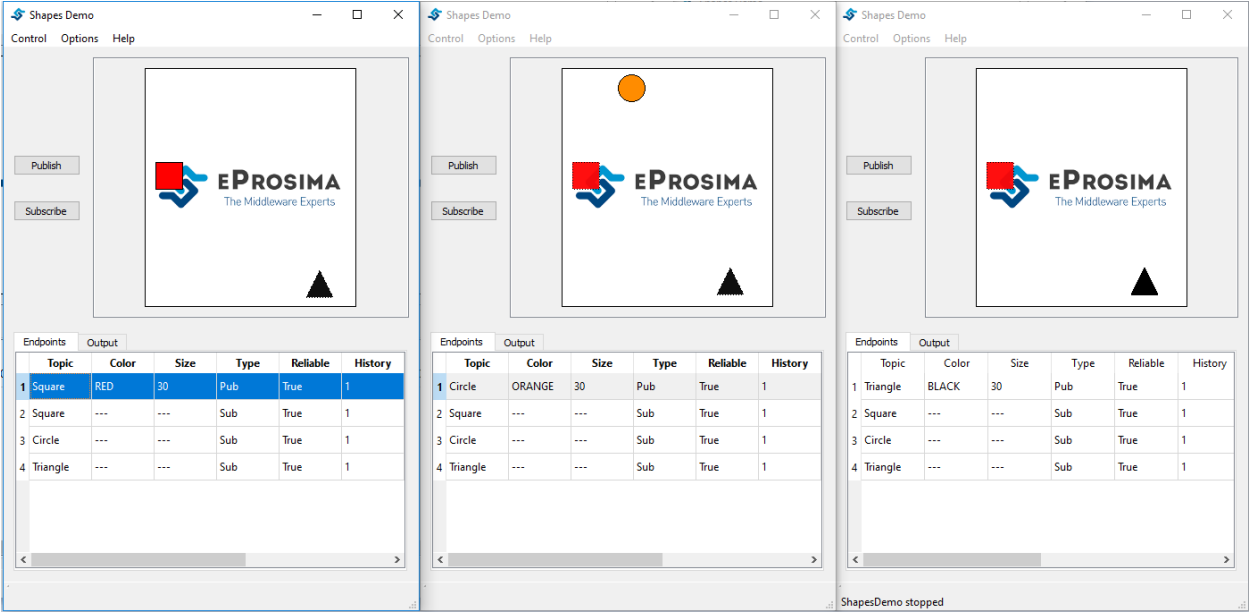 Shapes Demo
Control Options Help
Publish
Subscribe
ePROSIMA
The Middleware Experts
Endpoints Output
Topic Color Size Type Reliable History
1 Square RED 30 Pub True 1
2 Square --- --- Sub True 1
3 Circle --- --- Sub True 1
4 Triangle --- --- Sub True 1
Shapes Demo
Control Options Help
Publish
Subscribe
ePROSIMA
The Middleware Experts
Endpoints Output
Topic Color Size Type Reliable History
1 Circle ORANGE 30 Pub True 1
2 Square --- --- Sub True 1
3 Circle --- --- Sub True 1
4 Triangle --- --- Sub True 1
Shapes Demo
Control Options Help
Publish
Subscribe
ePROSIMA
The Middleware Experts
Endpoints Output
Topic Color Size Type Reliable History
1 Triangle BLACK 30 Pub True 1
2 Square --- --- Sub True 1
3 Circle --- --- Sub True 1
4 Triangle --- --- Sub True 1
ShapesDemo stopped